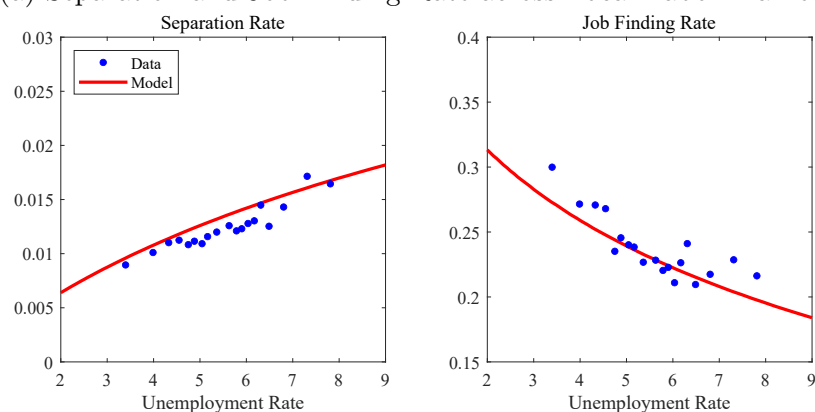 Separation Rate
0.03
0.025
0.02
0.015
0.01
0.005
0
2 3 4 5 6 7 8 9
Unemployment Rate
Data
Model
Job Finding Rate
0.4
0.35
0.3
0.25
0.2
0.15
2 3 4 5 6 7 8 9
Unemployment Rate